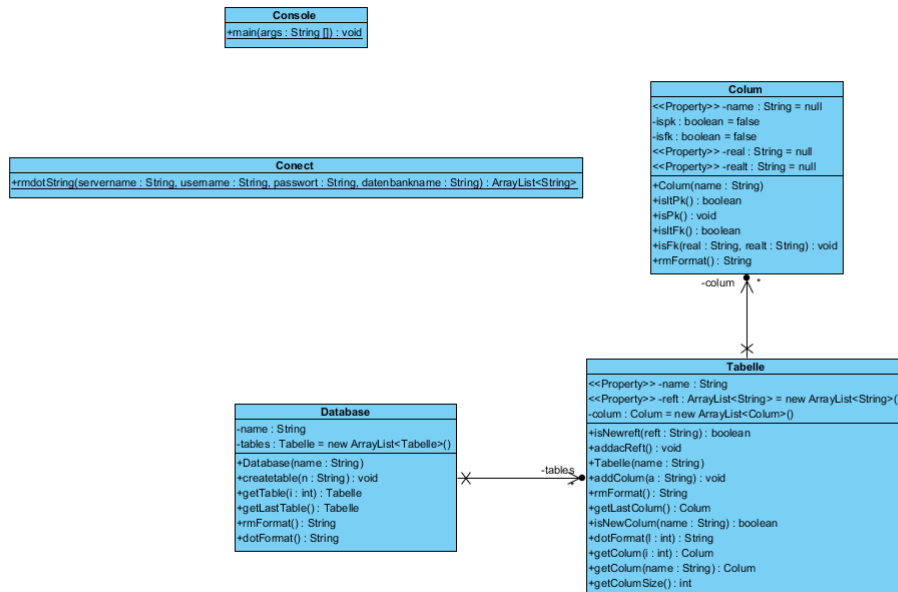 Console
+main(args : String []) : void
Colum
<<Property>> -name : String = null
-ispk : boolean = false
-isfk : boolean = false
<<Property>> -real : String = null
<<Property>> -realt : String = null
+Colum(name : String)
+isItPk() : boolean
+isPk() : void
+isItFk() : boolean
+isFk(real : String, realt : String) : void
+rmFormat() : String
Conect
+rmdotString(servername : String, username : String, passwort : String, datenbankname : String) : ArrayList<String>
-colum
*
Tabelle
<<Property>> -name : String
<<Property>> -reft : ArrayList<String> = new ArrayList<String>()
-colum : Colum = new ArrayList<Colum>()
+isNewreft(reft : String) : boolean
+addacReft() : void
+Tabelle(name : String)
+addColum(a : String) : void
+rmFormat() : String
+getLastColum() : Colum
+isNewColum(name : String) : boolean
+dotFormat(l : int) : String
+getColum(i : int) : Colum
+getColum(name : String) : Colum
+getColumSize() : int
Database
-name : String
-tables : Tabelle = new ArrayList<Tabelle>()
+Database(name : String)
+createtable(n : String) : void
+getTable(i : int) : Tabelle
+getLastTable() : Tabelle
+rmFormat() : String
+dotFormat() : String
-tables
*